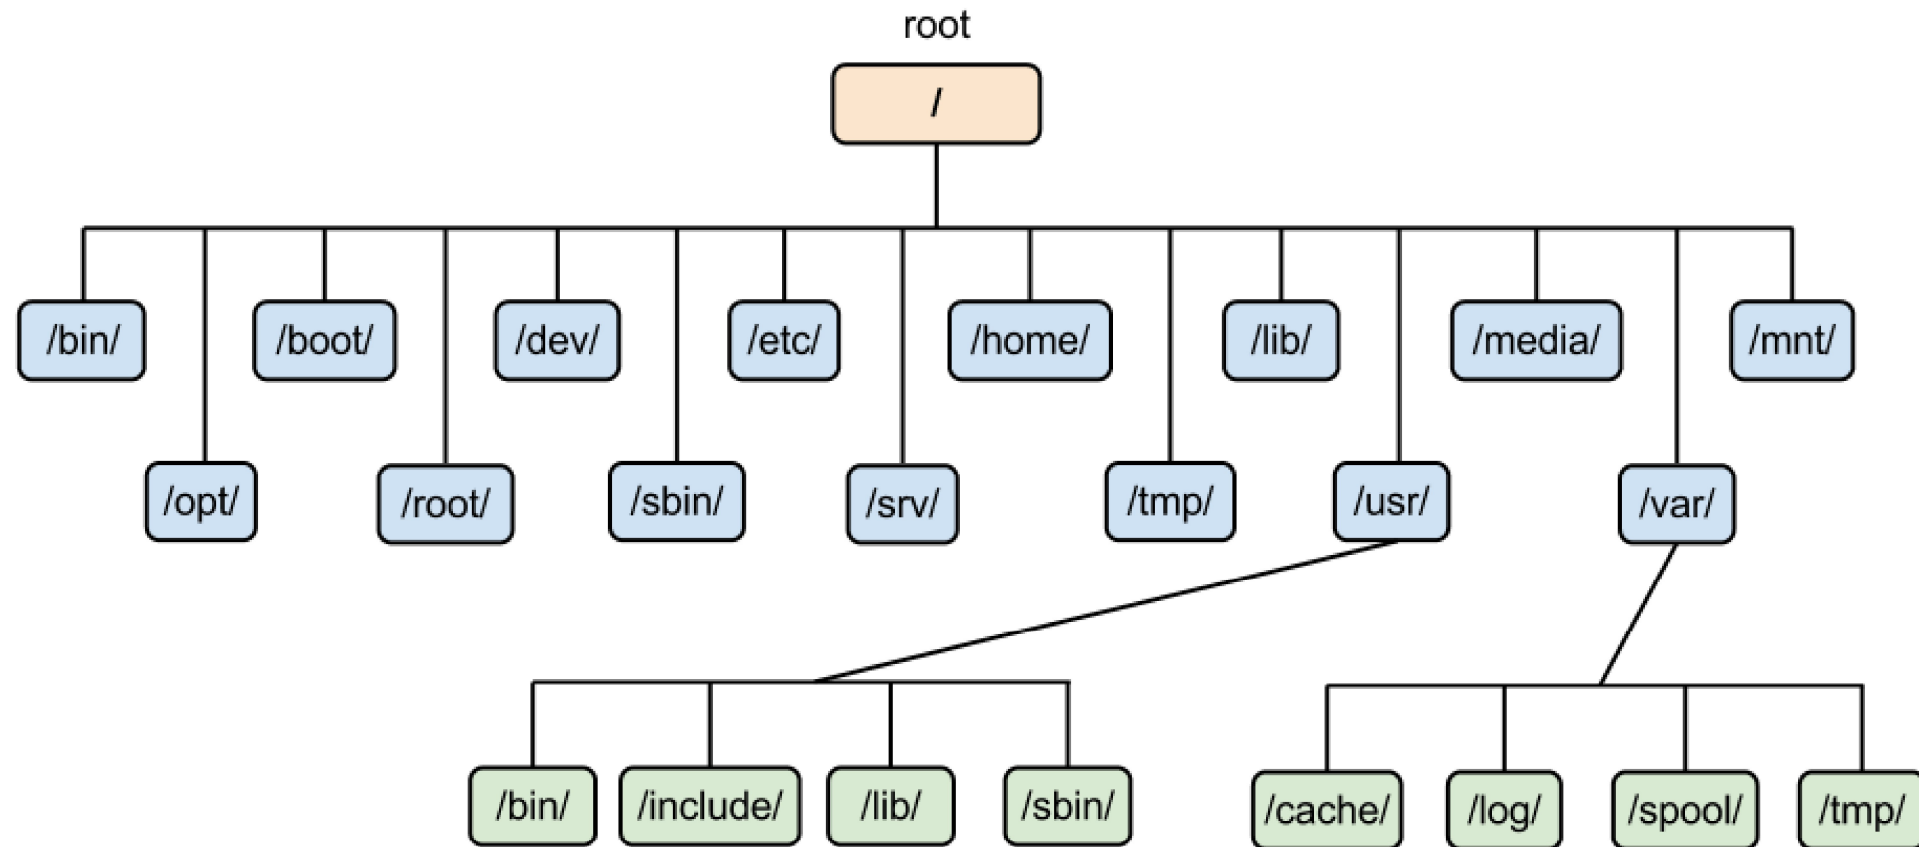 root
/
/bin/
/boot/
/dev/
/etc/
/home/
/lib/
/media/
/mnt/
/opt/
/root/
/sbin/
/srv/
/tmp/
/usr/
/var/
/bin/
/include/
/lib/
/sbin/
/cache/
/log/
/spool/
/tmp/